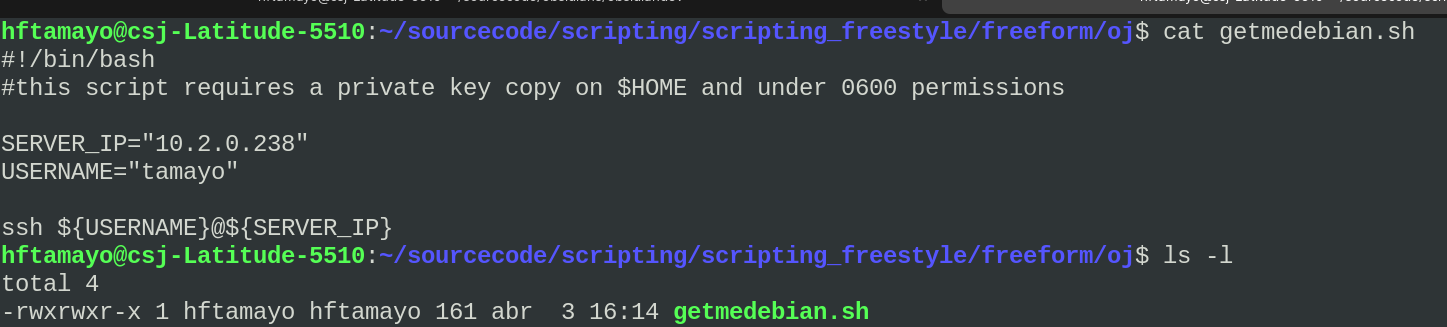 hftamayo@csj-Latitude-5510:~/sourcecode/scripting/scripting_freestyle/freeform/oj$ cat getmedebian.sh
#!/bin/bash
#this script requires a private key copy on $HOME and under 0600 permissions
SERVER_IP="10.2.0.238"
USERNAME="tamayo"
ssh ${USERNAME}@${SERVER_IP}
hftamayo@csj-Latitude-5510:~/sourcecode/scripting/scripting_freestyle/freeform/oj$ ls -l
total 4
-rwxrwxr-x 1 hftamayo hftamayo 161 abr  3 16:14 getmedebian.sh